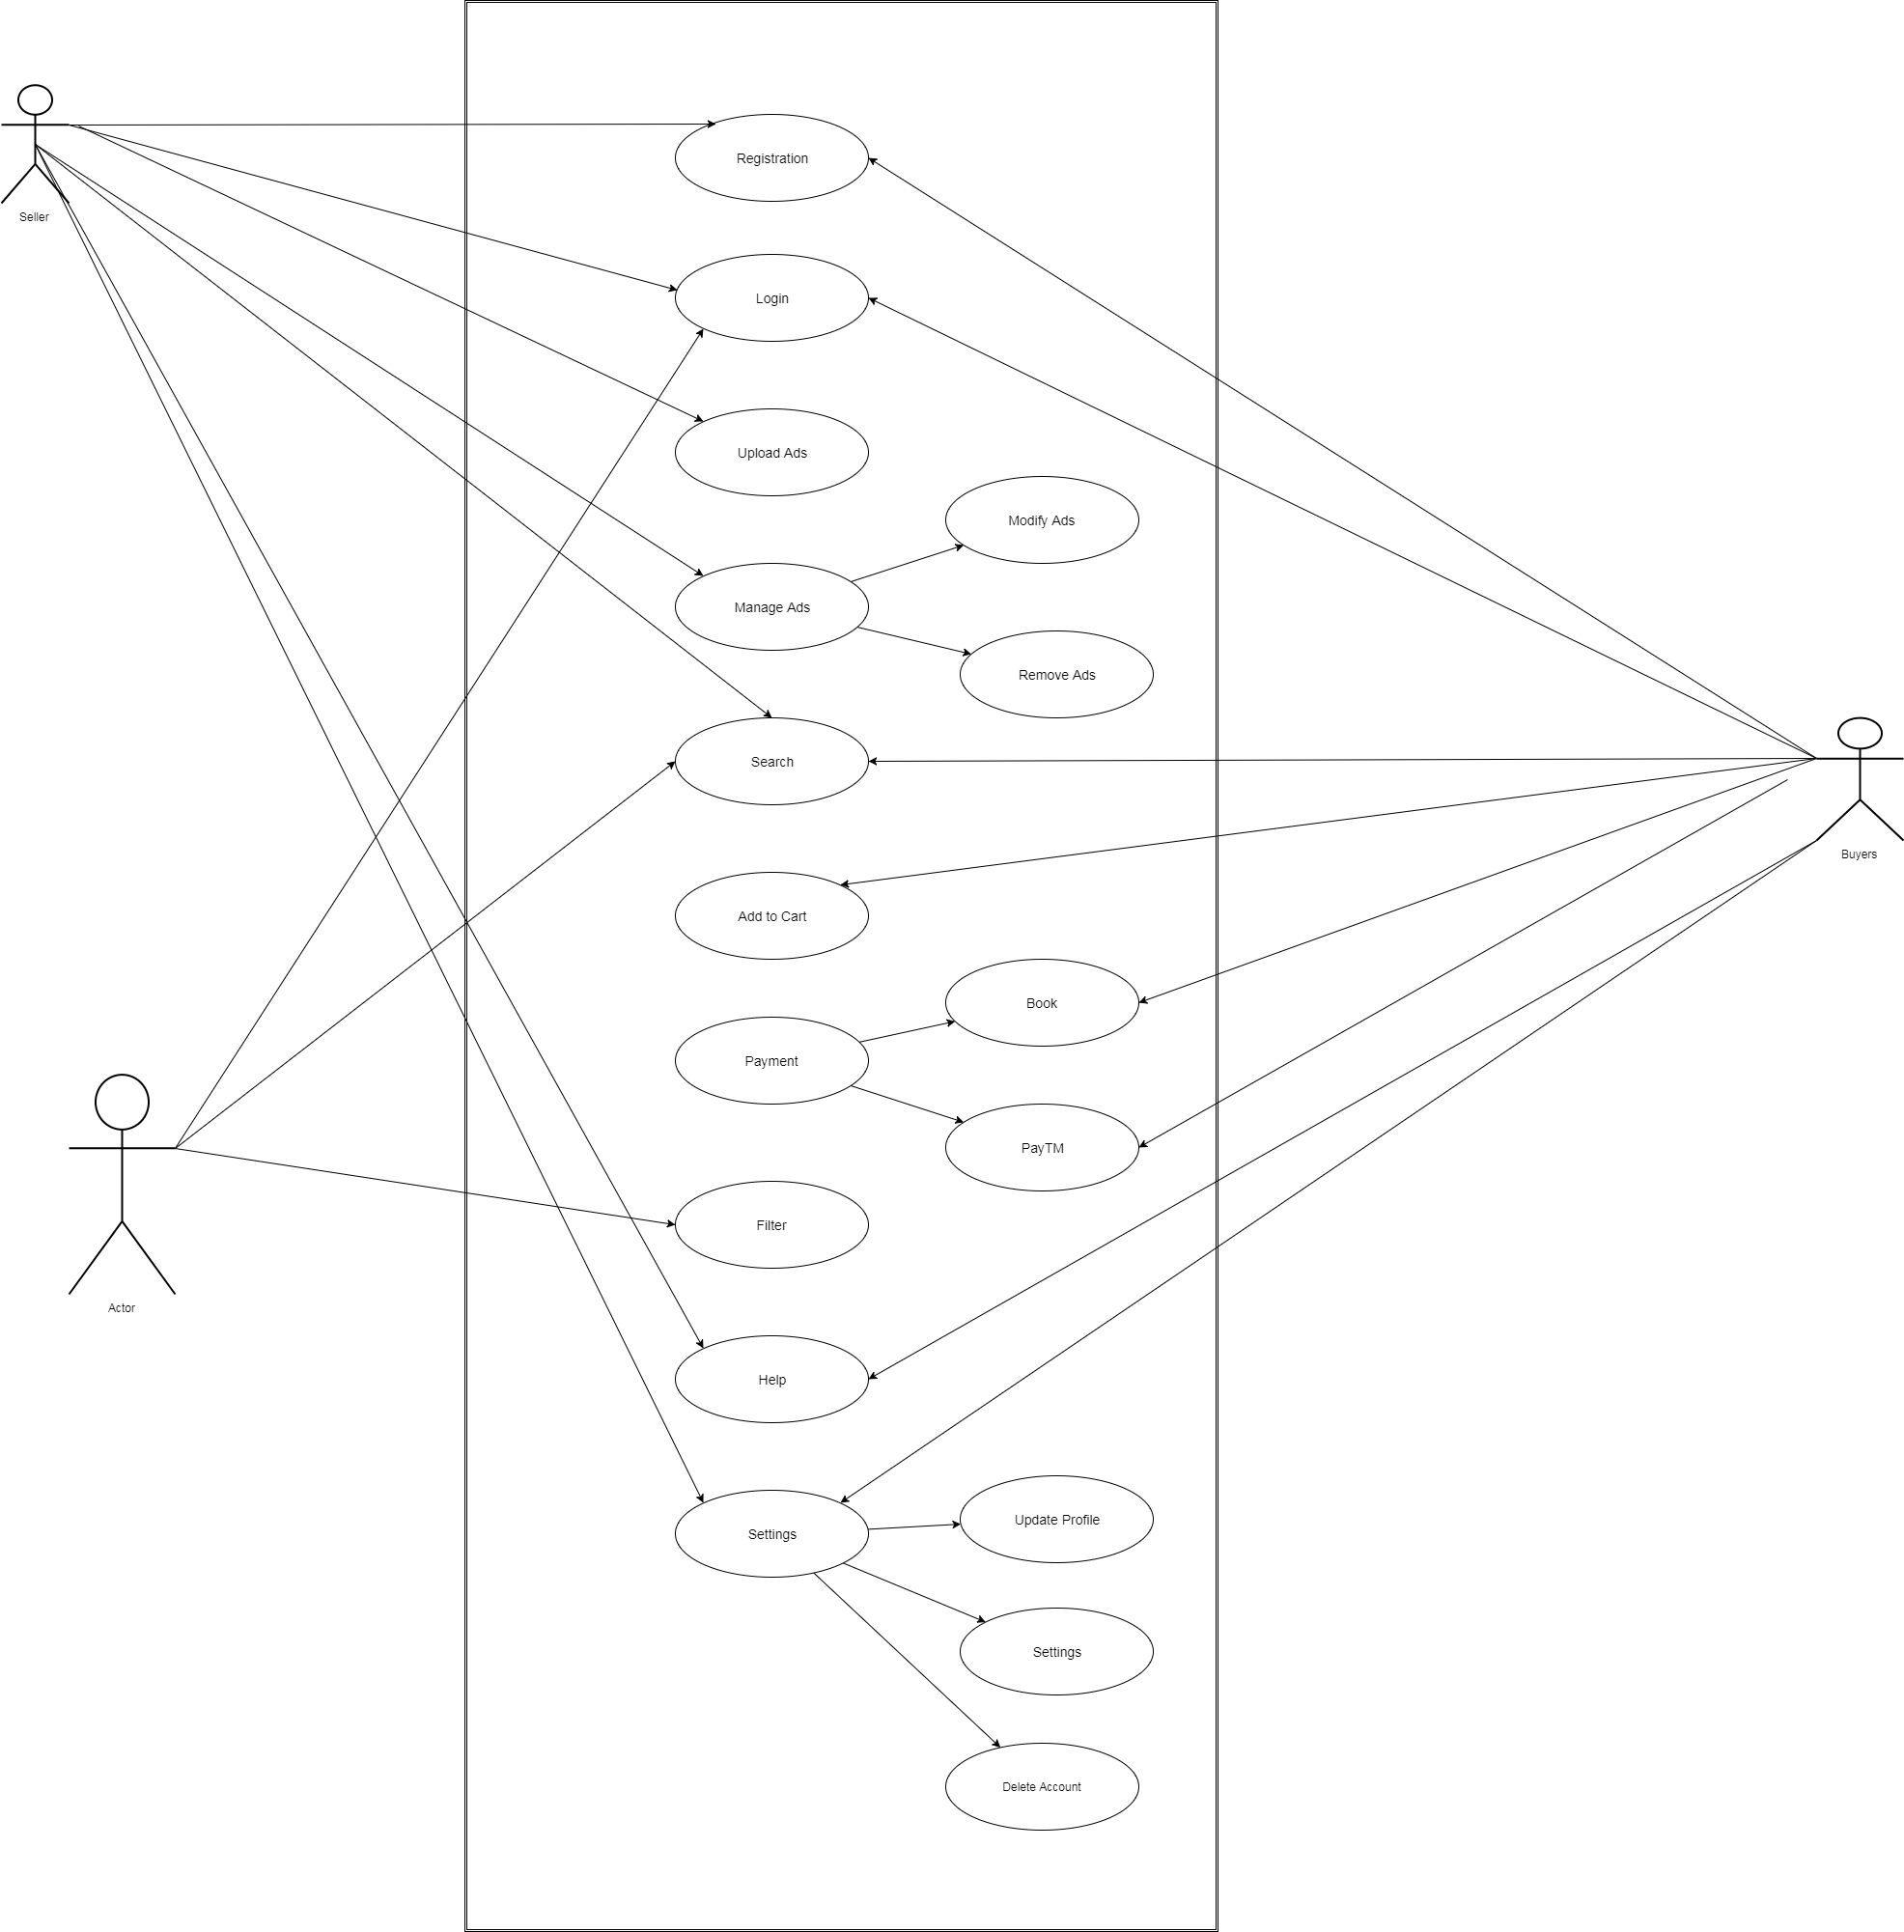 Registration
Seller
Login
Upload Ads
Modify Ads
Manage Ads
Remove Ads
Search
Buyers
Add to Cart
Book
Payment
PayTM
Filter
Actor
Help
Update Profile
Settings
Settings
Delete Account